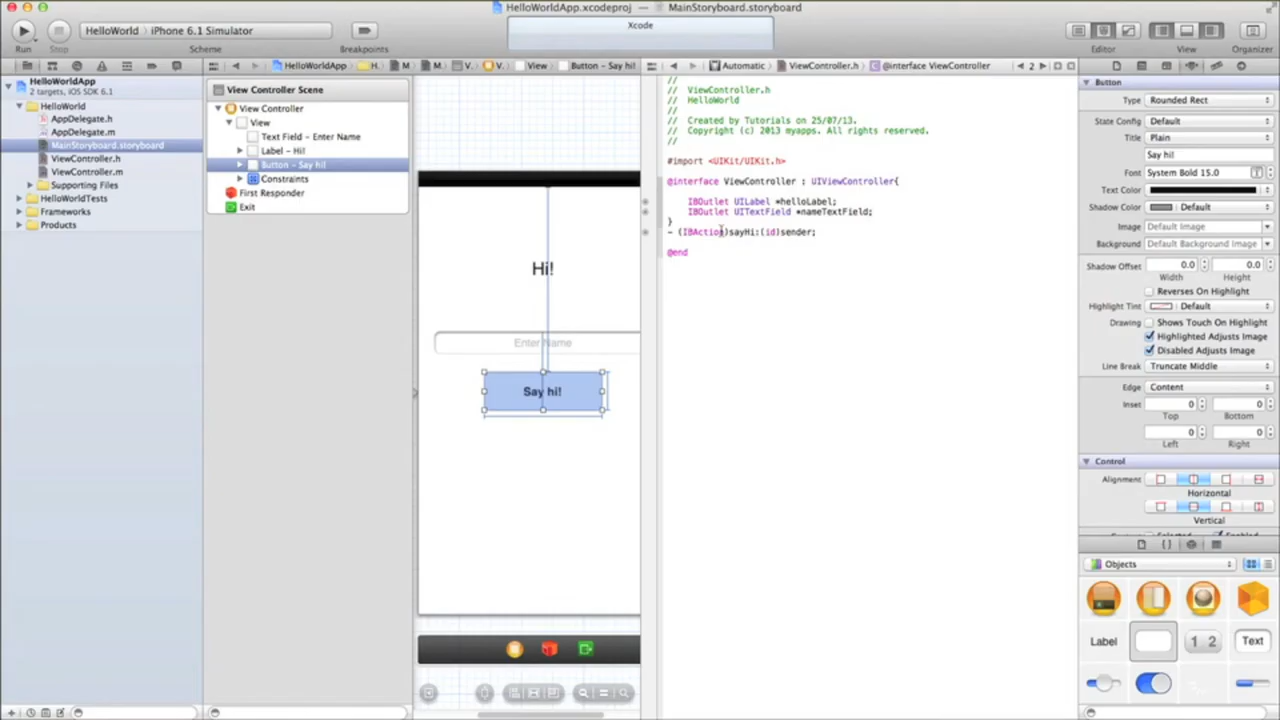 HelloWorldApp.xcodeproj — MainStoryboard.storyboard
Run
Stop
HelloWorld
iPhone 6.1 Simulator
Scheme
Breakpoints
Xcode
Editor
View
Organizer
HelloWorldApp
2 targets, iOS SDK 6.1
HelloWorld
AppDelegate.h
AppDelegate.m
MainStoryboard.storyboard
ViewController.h
ViewController.m
Supporting Files
HelloWorldTests
Frameworks
Products
HelloWorldApp
H.
M
M.
V.
V.
View
Button - Say hi!
View Controller Scene
View Controller
View
Text Field - Enter Name
Label - Hi!
Button - Say hi!
Constraints
First Responder
Exit
Hi!
Enter Name
Say hi!
Automatic
ViewController.h
@interface ViewController
2
//
// ViewController.h
// HelloWorld
//
// Created by Tutorials on 25/07/13.
// Copyright (c) 2013 myapps. All rights reserved.
//
#import <UIKit/UIKit.h>
@interface ViewController : UIViewController{
IBOutlet UILabel *helloLabel;
IBOutlet UITextField *nameTextField;
}
- (IBAction)sayHi:(id)sender;
@end
Button
Type Rounded Rect
State Config Default
Title Plain
Say hi!
Font System Bold 15.0
Text Color
Shadow Color Default
Image Default Image
Background Default Background Image
Shadow Offset 0.0 0.0
Width Height
Reverses On Highlight
Highlight Tint Default
Drawing Shows Touch On Highlight
Highlighted Adjusts Image
Disabled Adjusts Image
Line Break Truncate Middle
Edge Content
Inset 0 0
Top Bottom
0 0
Left Right
Control
Alignment
Horizontal
Vertical
Objects
Label
1 2
Text